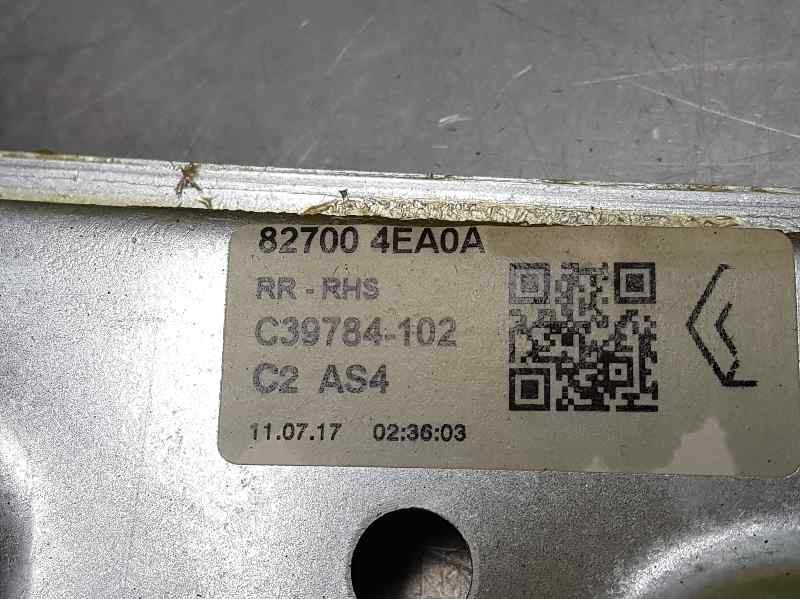 82700 4EA0A
RR - RHS
C39784-102
C2 AS4
11.07.17 02:36:03